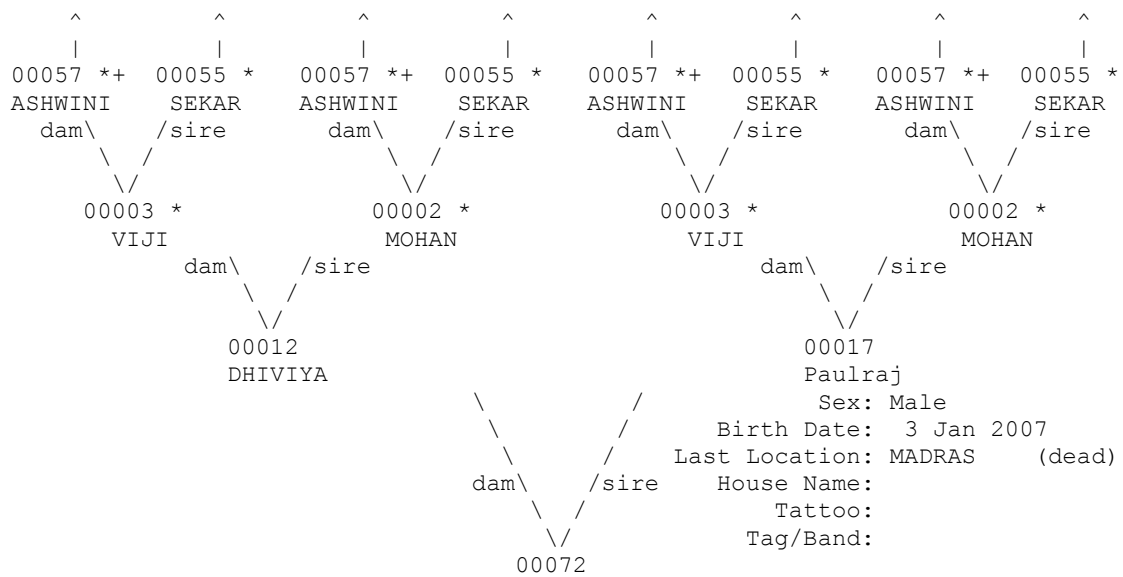 ^         ^         ^         ^         ^         ^         ^         ^
     |         |         |         |         |         |         |         |
00057 *+  00055 *   00057 *+  00055 *   00057 *+  00055 *   00057 *+  00055 *
ASHWINI    SEKAR    ASHWINI    SEKAR    ASHWINI    SEKAR    ASHWINI    SEKAR
  dam\    /sire       dam\    /sire       dam\    /sire       dam\    /sire
      \  /                \  /                \  /                \  /
       \/                  \/                  \/                  \/
     00003 *             00002 *             00003 *             00002 *
       VIJI               MOHAN                VIJI               MOHAN
            dam\    /sire                           dam\    /sire
                \  /                                    \  /
                 \/                                      \/
               00012                                   00017
               DHIVIYA                                 Paulraj
                                \          /            Sex: Male
                                 \        /      Birth Date:  3 Jan 2007
                                  \      /    Last Location: MADRAS    (dead)
                                dam\    /sire    House Name:
                                    \  /             Tattoo:
                                     \/            Tag/Band:
                                   00072